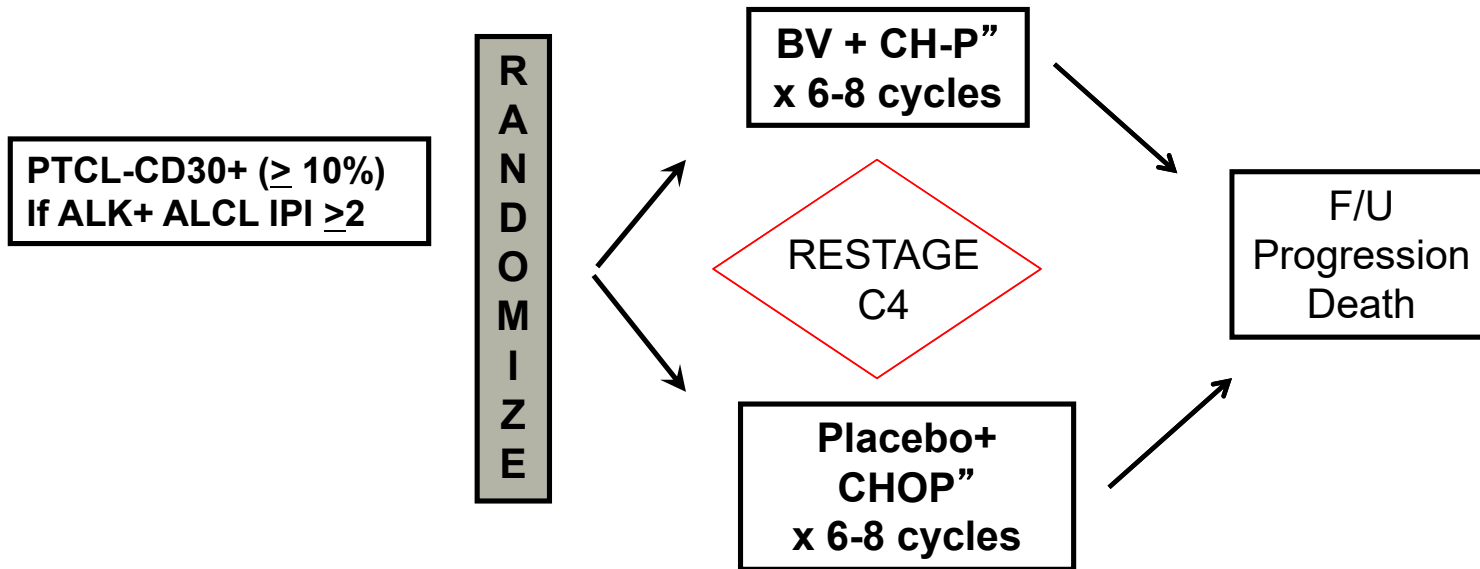 PTCL-CD30+ (≥ 10%)
If ALK+ ALCL IPI ≥2
R
A
N
D
O
M
I
Z
E
BV + CH-P”
x 6-8 cycles
RESTAGE
C4
Placebo+
CHOP”
x 6-8 cycles
F/U
Progression
Death